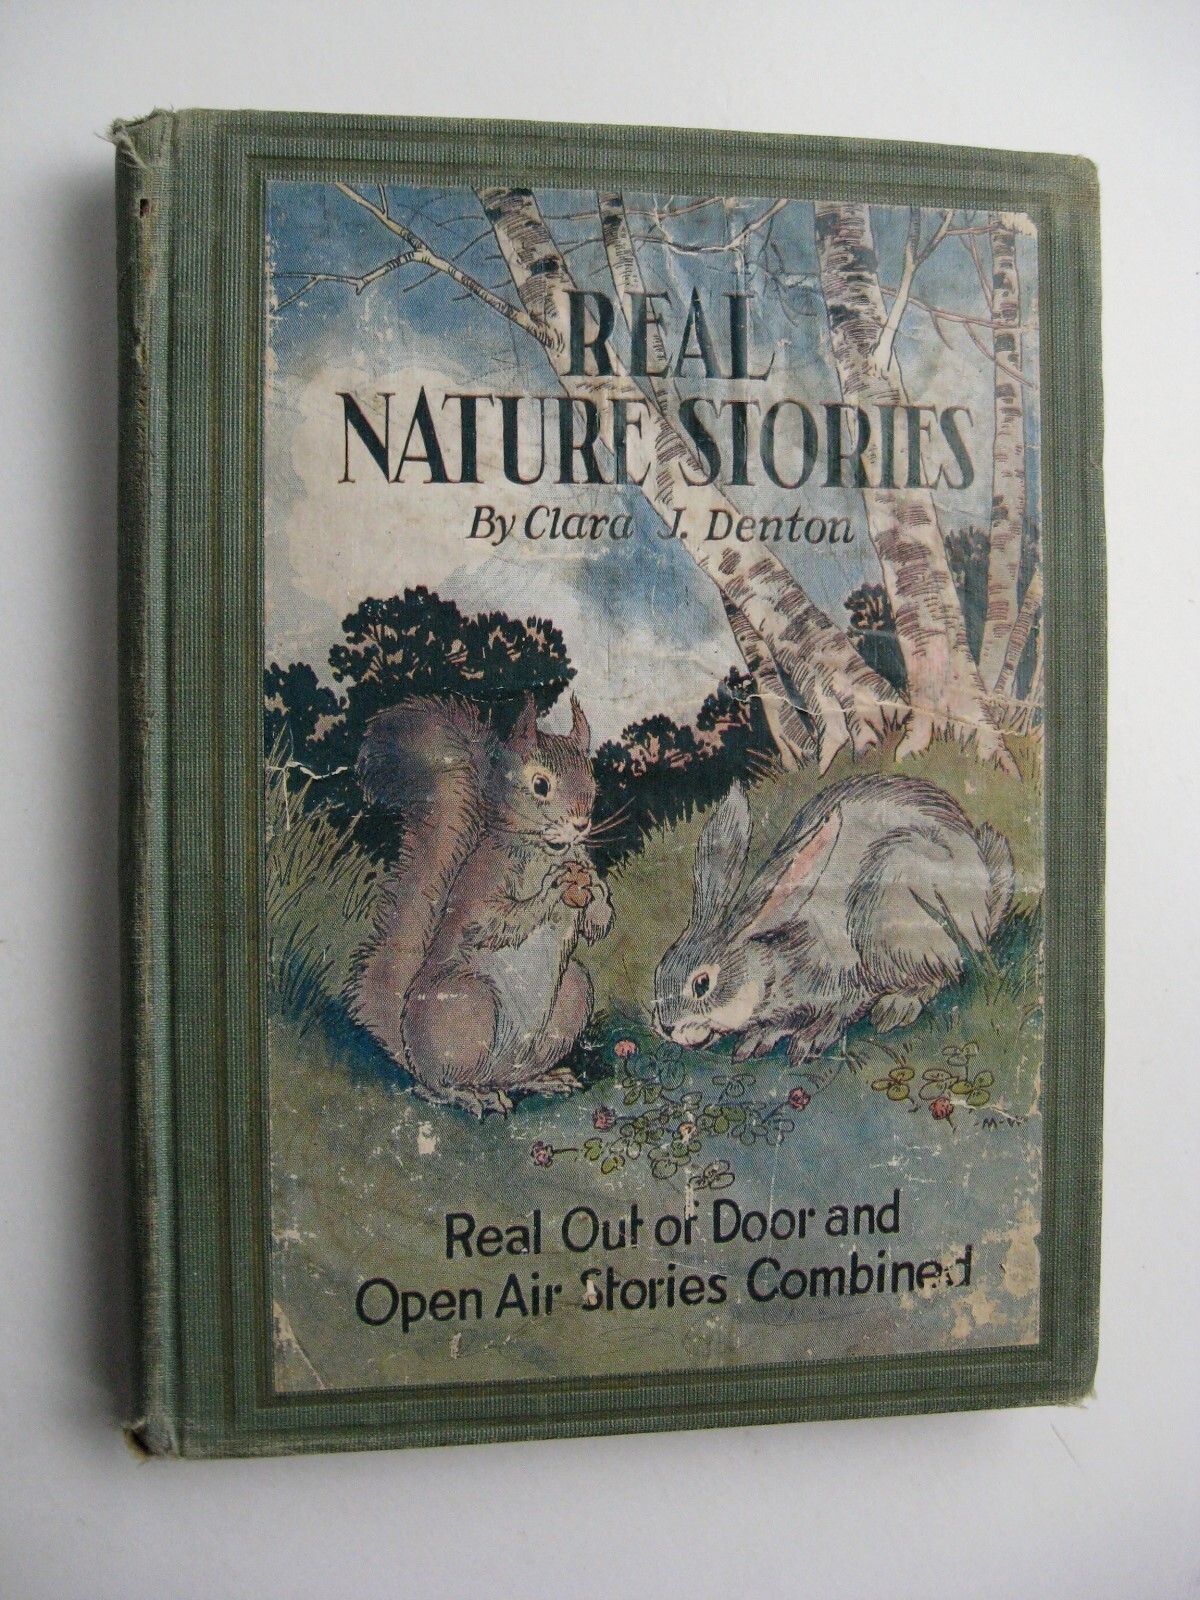 REAL
NATURE STORIES
By Clara J. Denton
Real Out of Door and
Open Air Stories Combined